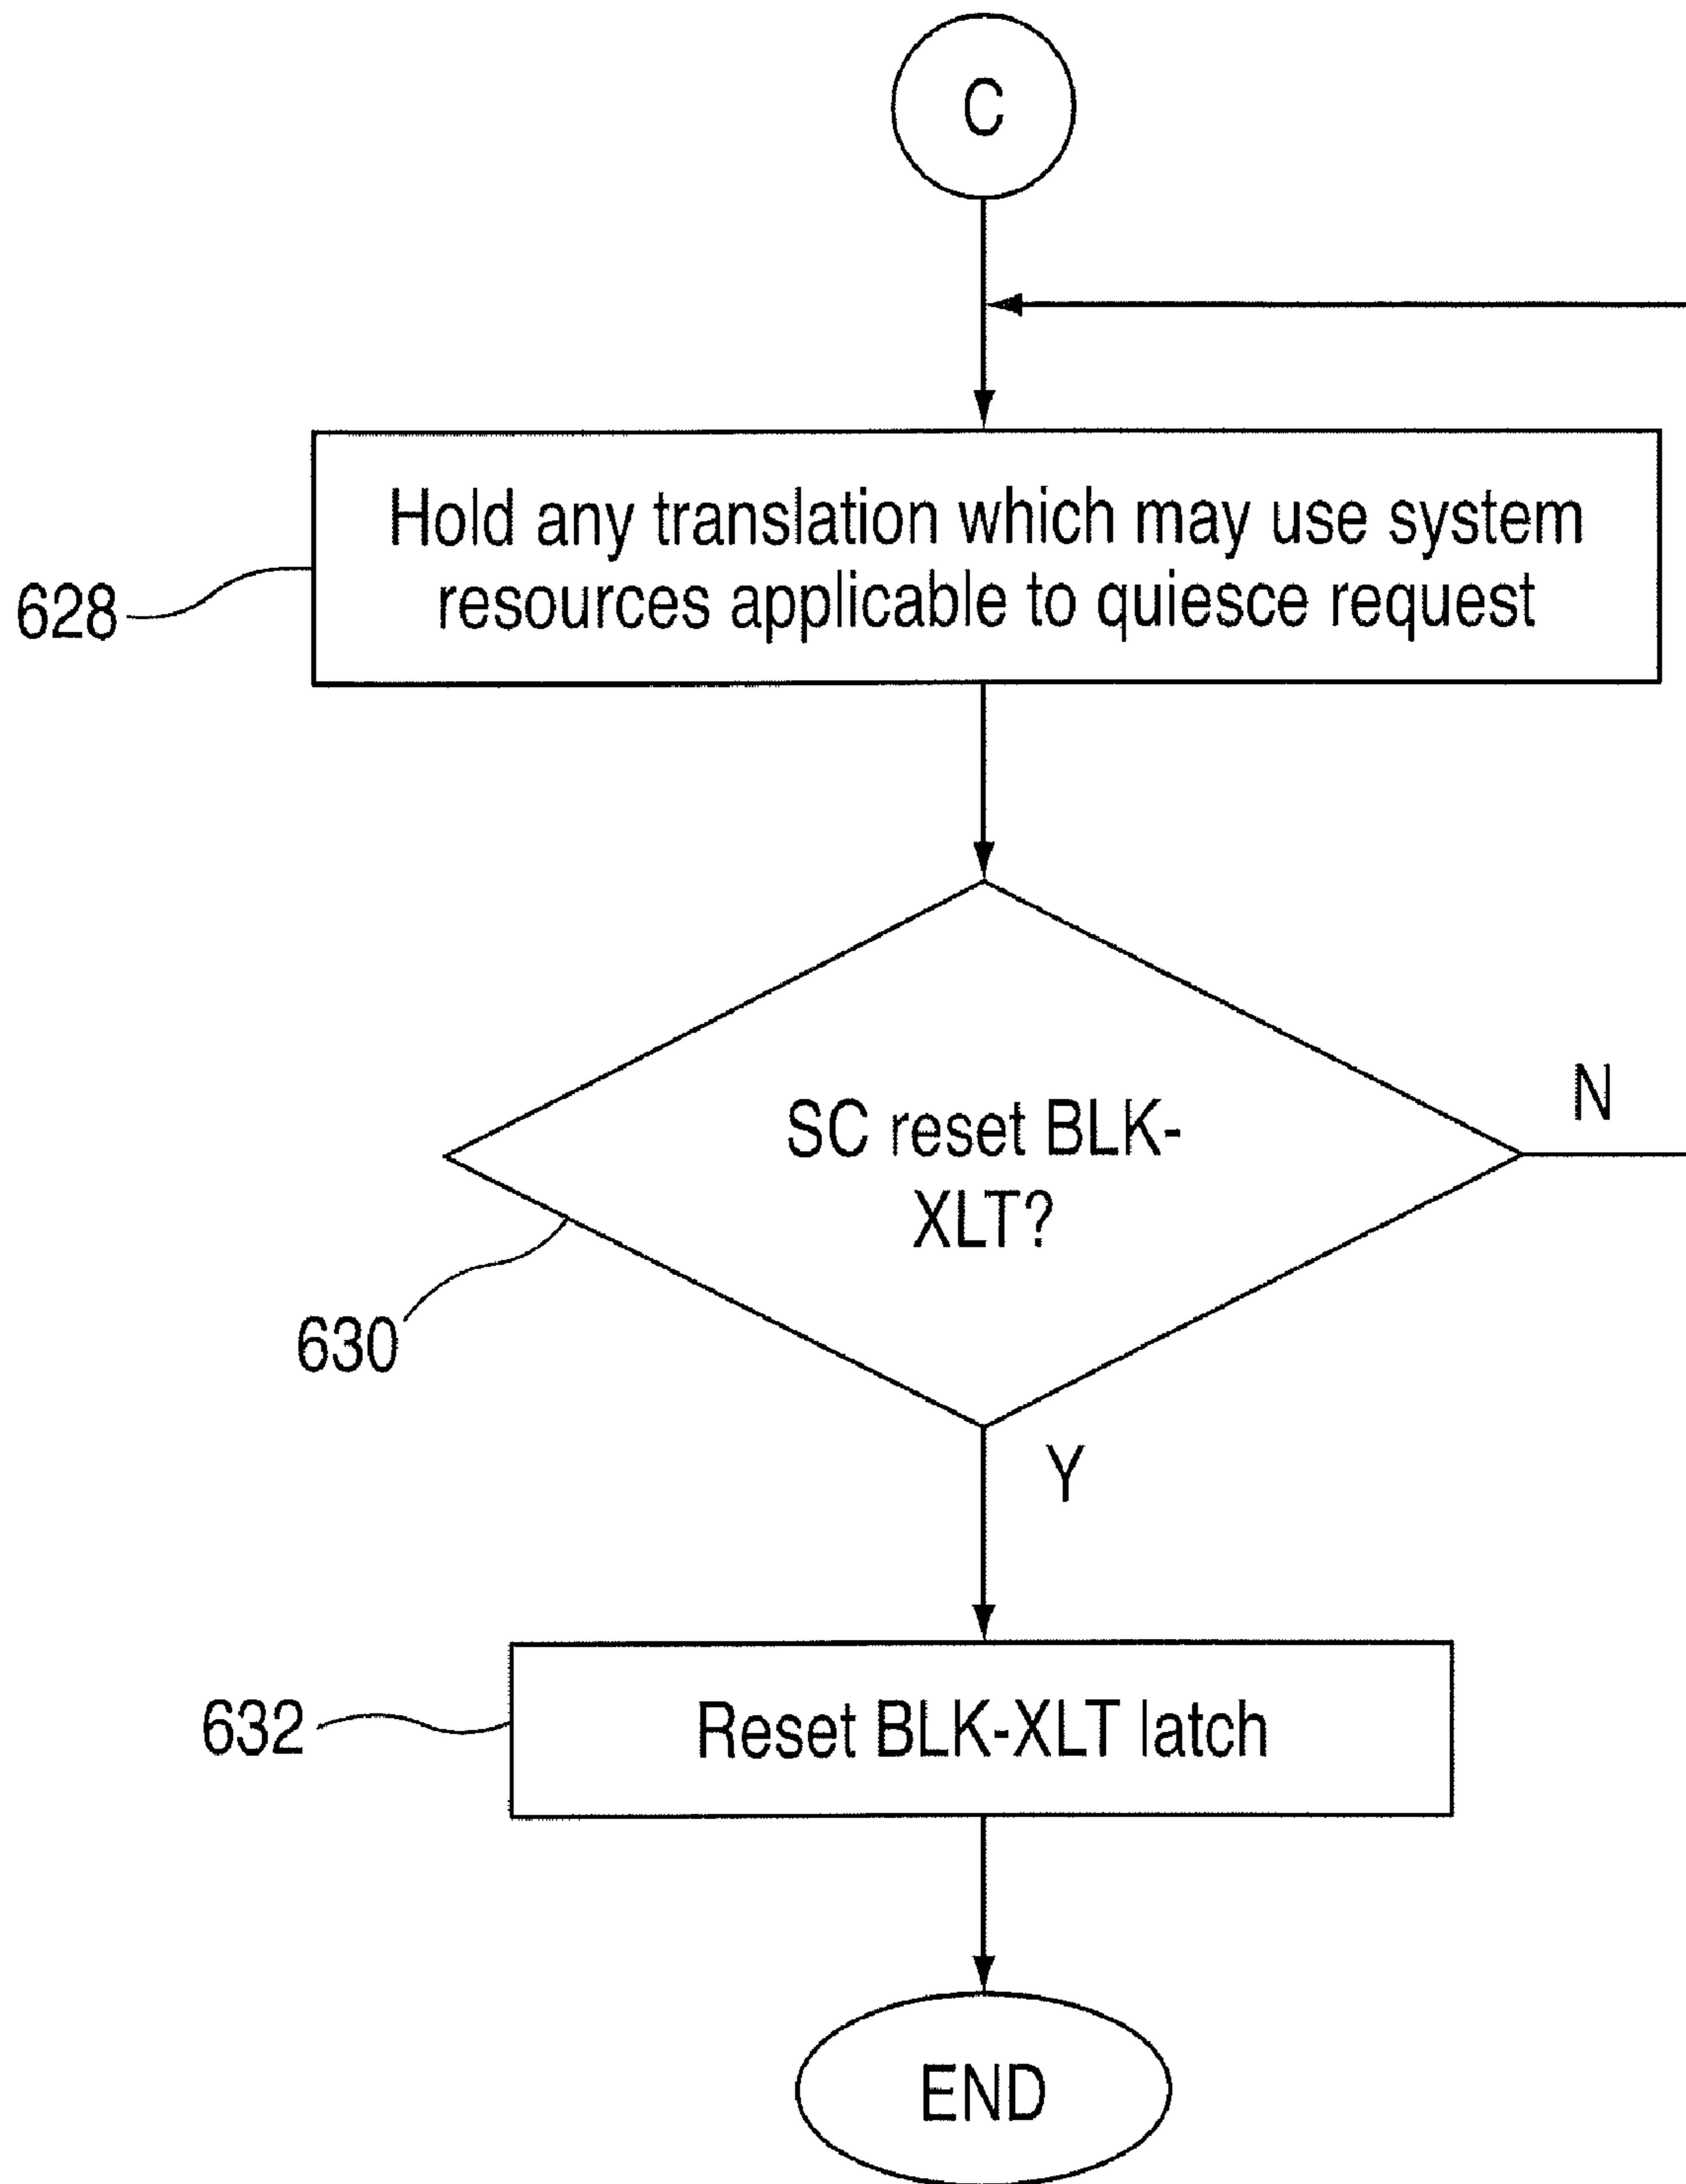 C
Hold any translation which may use system
resources applicable to quiesce request
628
SC reset BLK-
XLT?
N
630
Y
Reset BLK-XLT latch
632
END